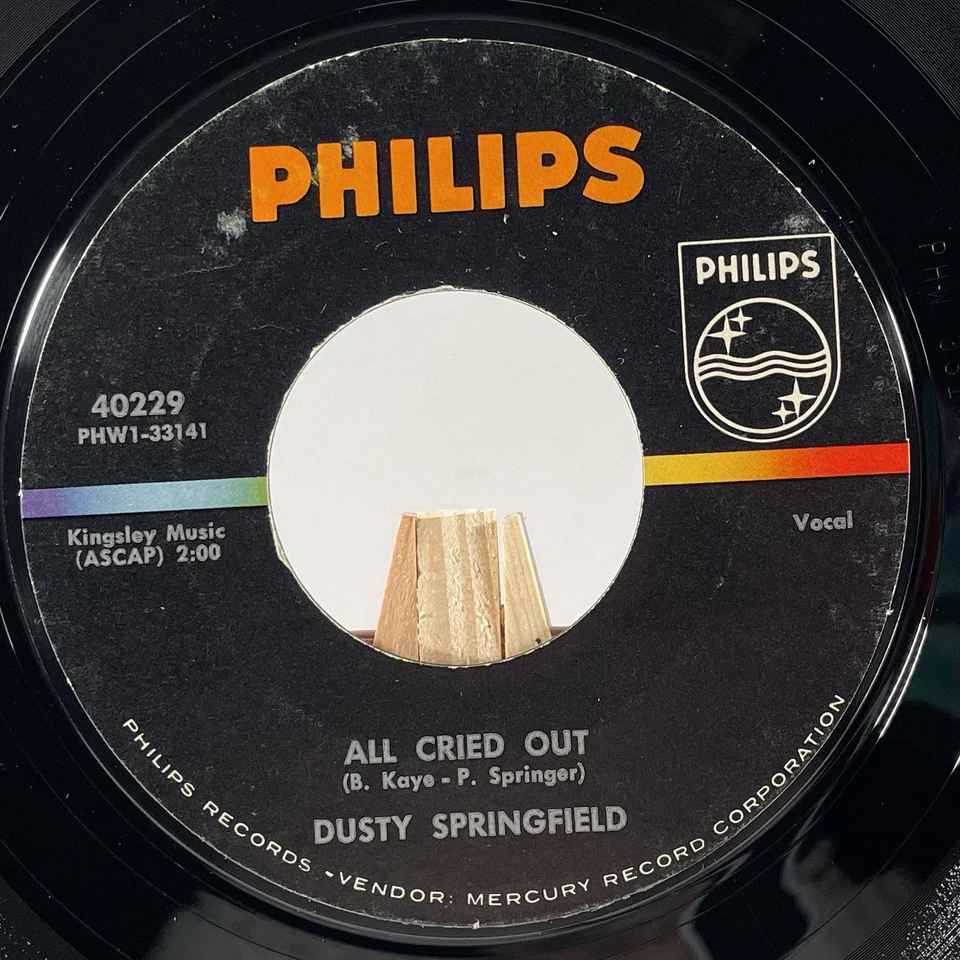 PHILIPS
PHILIPS
40229
PHW1-33141
Kingsley Music
(ASCAP) 2:00
Vocal
ALL CRIED OUT
(B. Kaye - P. Springer)
DUSTY SPRINGFIELD
PHILIPS RECORDS • VENDOR: MERCURY RECORD CORPORATION